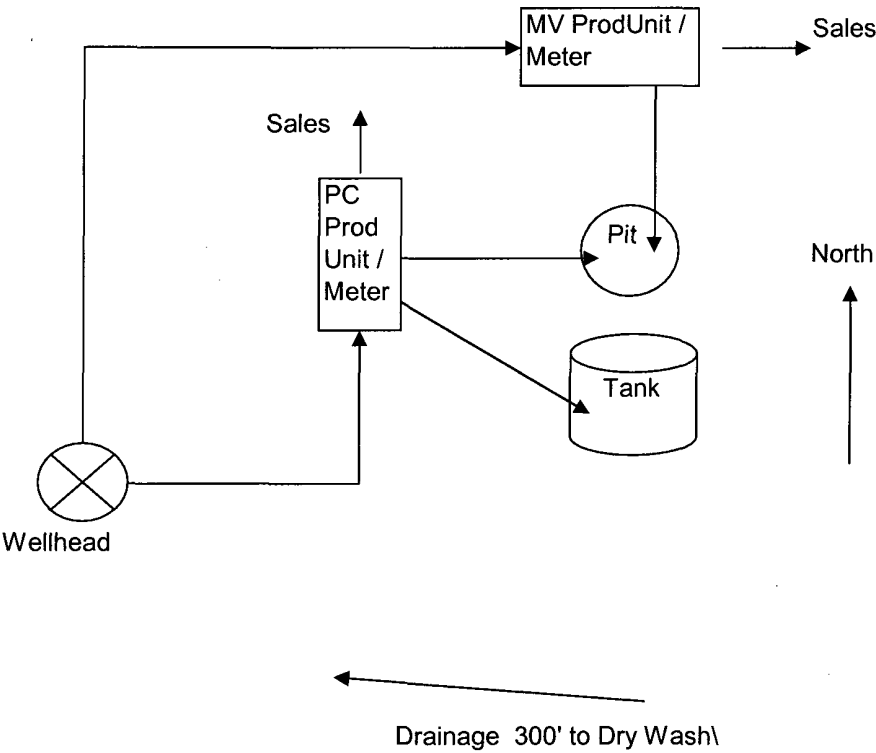 MV ProdUnit /
Meter
Sales
Sales
PC
Prod
Unit /
Meter
Pit
North
Tank
Wellhead
Drainage 300' to Dry Wash\